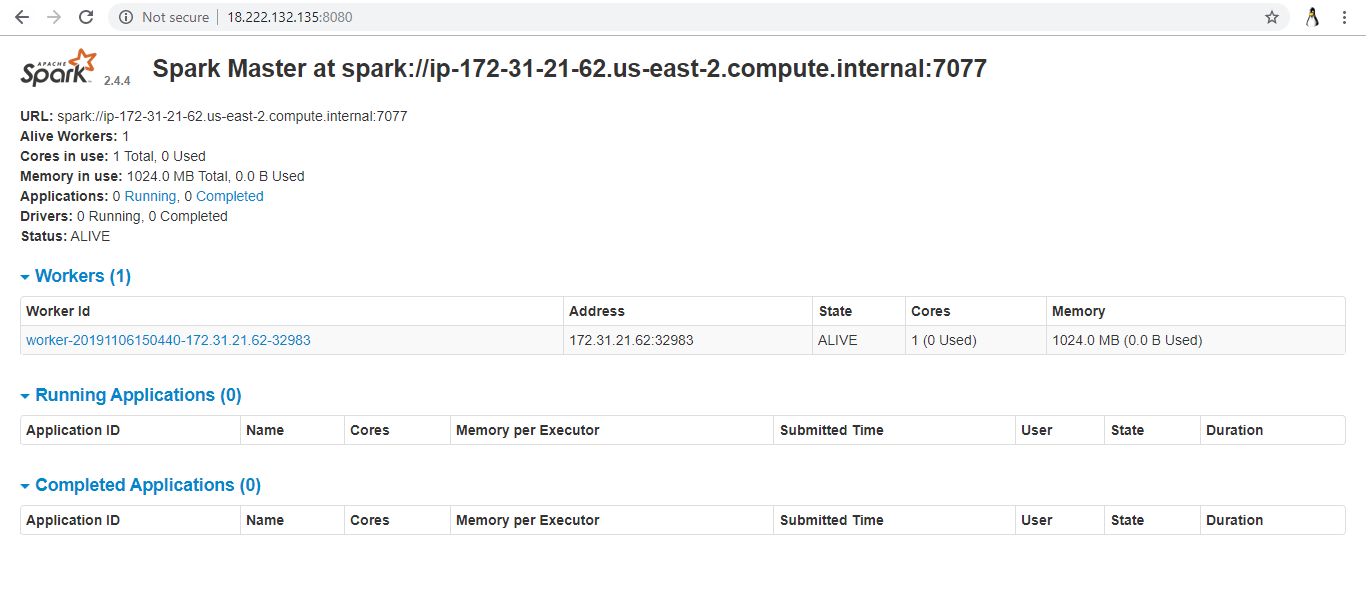 Not secure 18.222.132.135:8080
APACHE Spark 2.4.4 Spark Master at spark://ip-172-31-21-62.us-east-2.compute.internal:7077
URL: spark://ip-172-31-21-62.us-east-2.compute.internal:7077
Alive Workers: 1
Cores in use: 1 Total, 0 Used
Memory in use: 1024.0 MB Total, 0.0 B Used
Applications: 0 Running, 0 Completed
Drivers: 0 Running, 0 Completed
Status: ALIVE
Workers (1)
Worker Id Address State Cores Memory
worker-20191106150440-172.31.21.62-32983 172.31.21.62:32983 ALIVE 1 (0 Used) 1024.0 MB (0.0 B Used)
Running Applications (0)
Application ID Name Cores Memory per Executor Submitted Time User State Duration
Completed Applications (0)
Application ID Name Cores Memory per Executor Submitted Time User State Duration